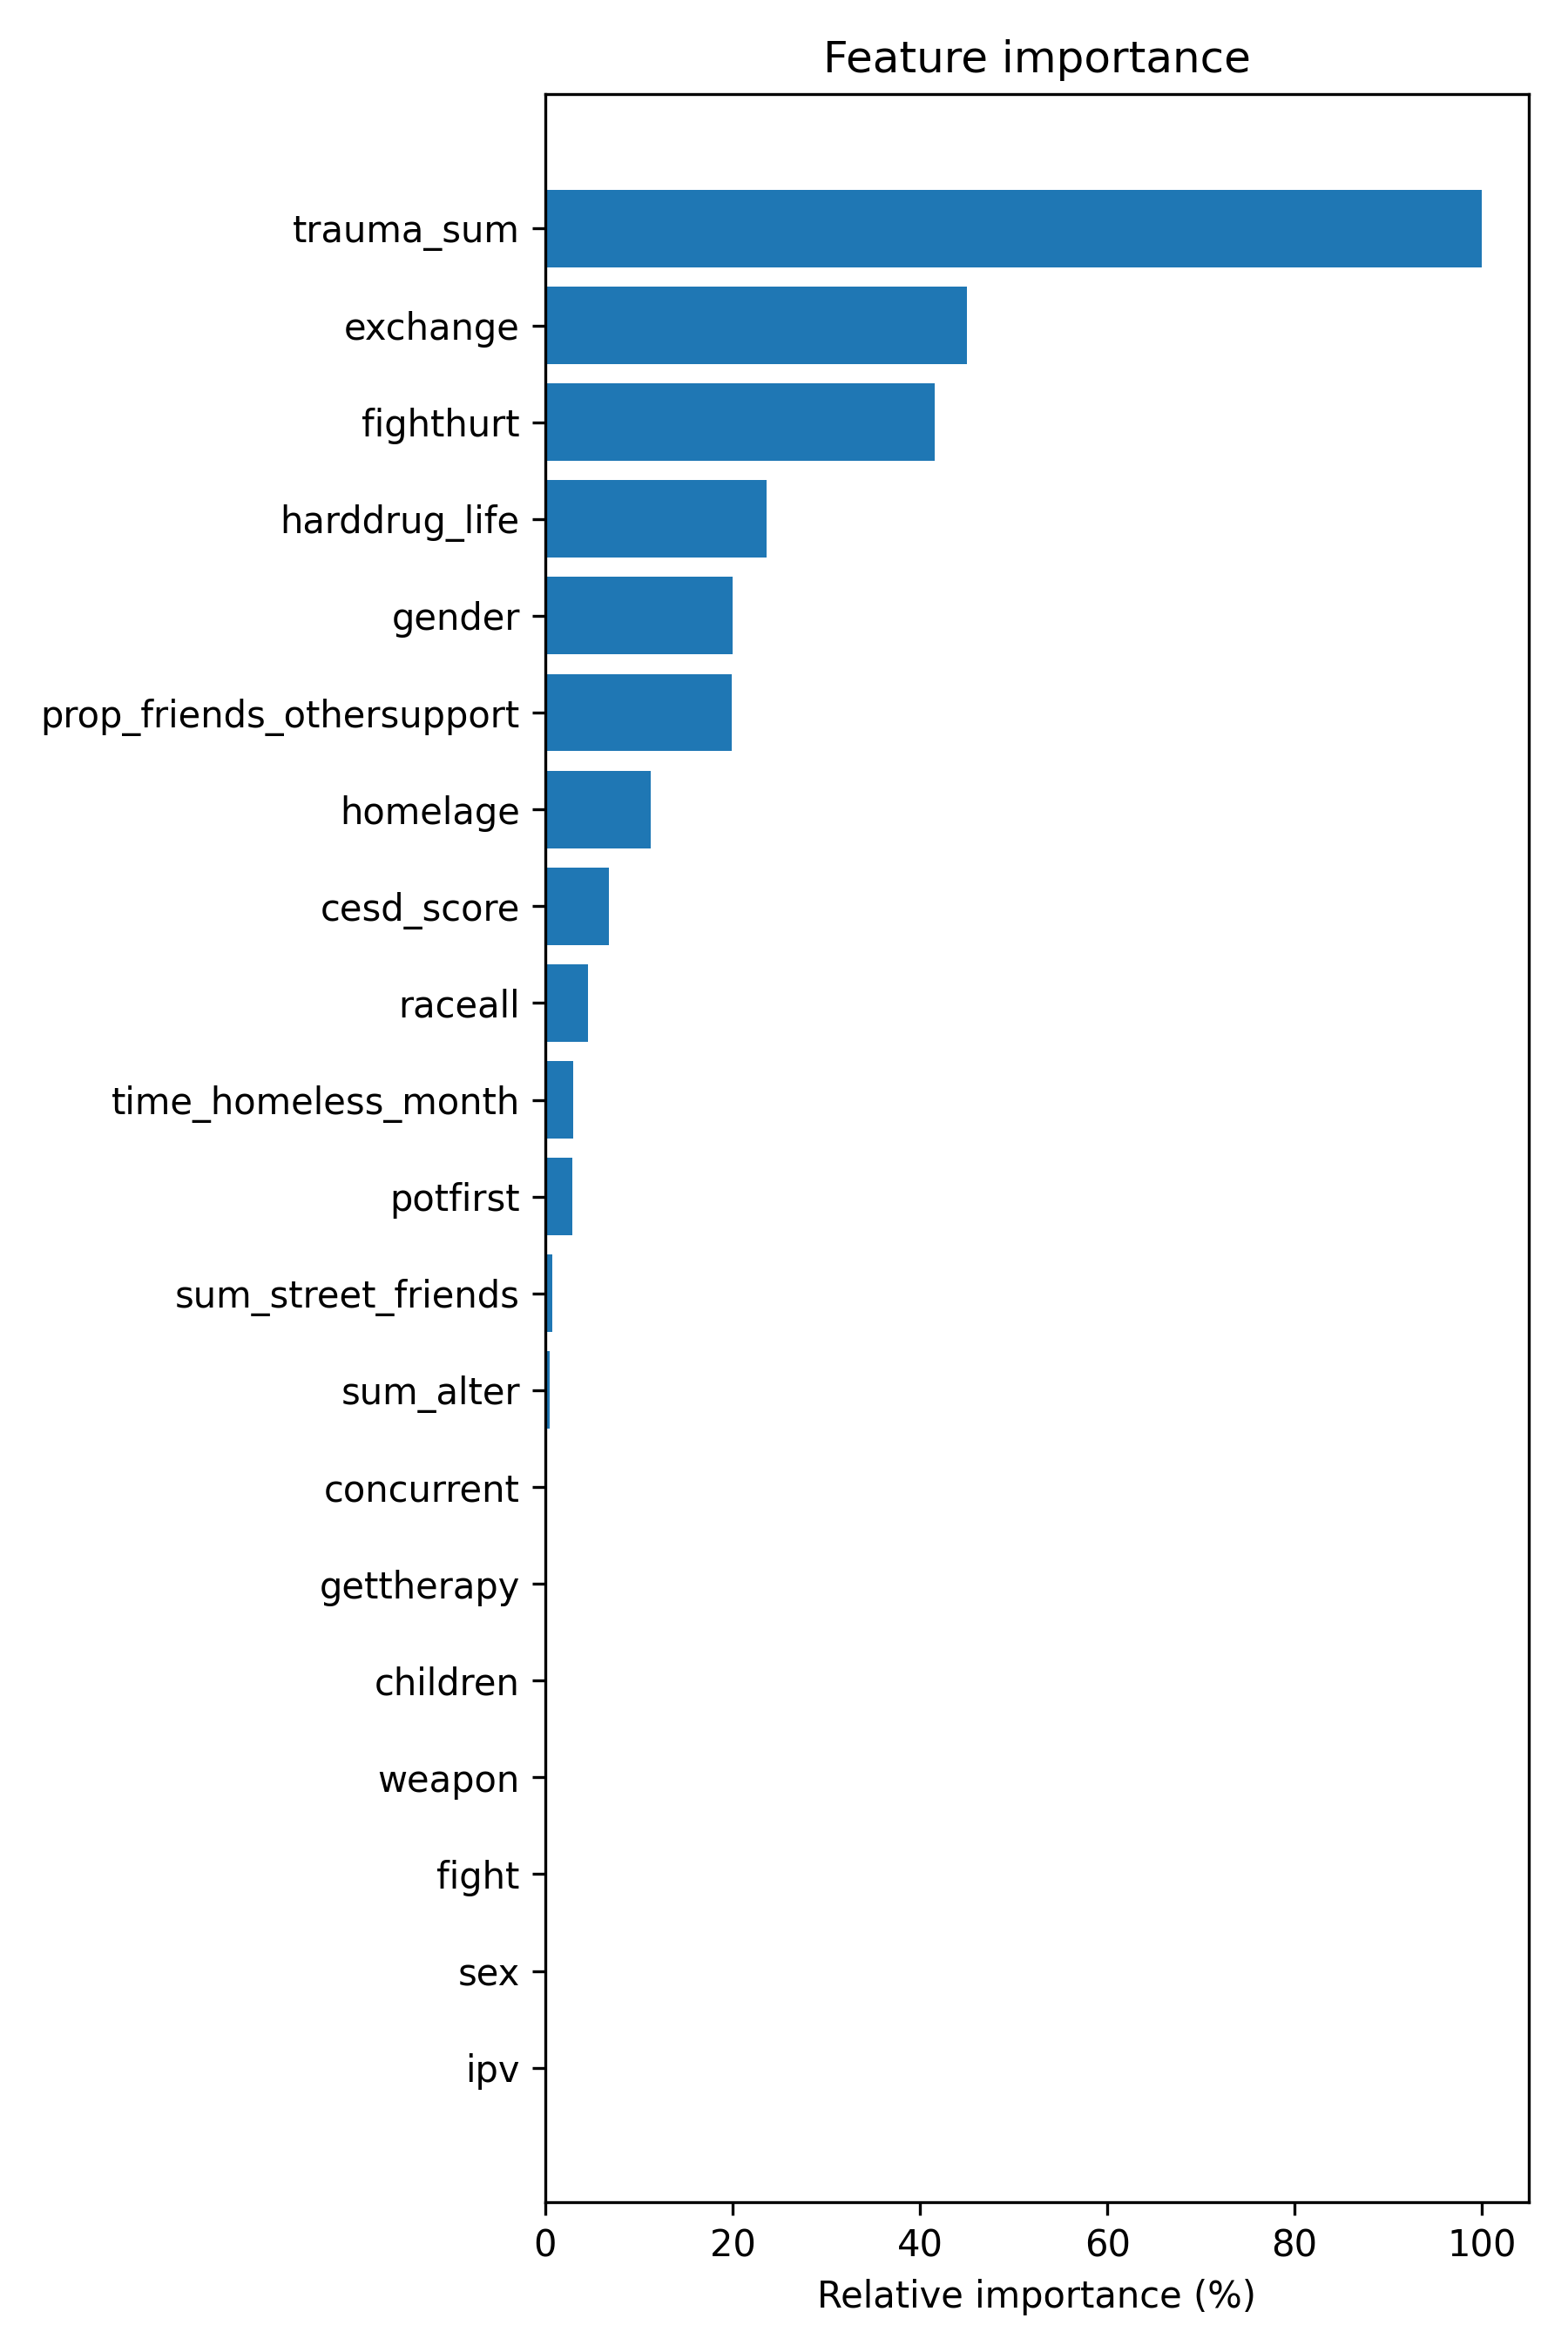 Feature importance
trauma_sum
exchange
fighthurt
harddrug_life
gender
prop_friends_othersupport
homelage
cesd_score
raceall
time_homeless_month
potfirst
sum_street_friends
sum_alter
concurrent
gettherapy
children
weapon
fight
sex
ipv
0 20 40 60 80 100
Relative importance (%)